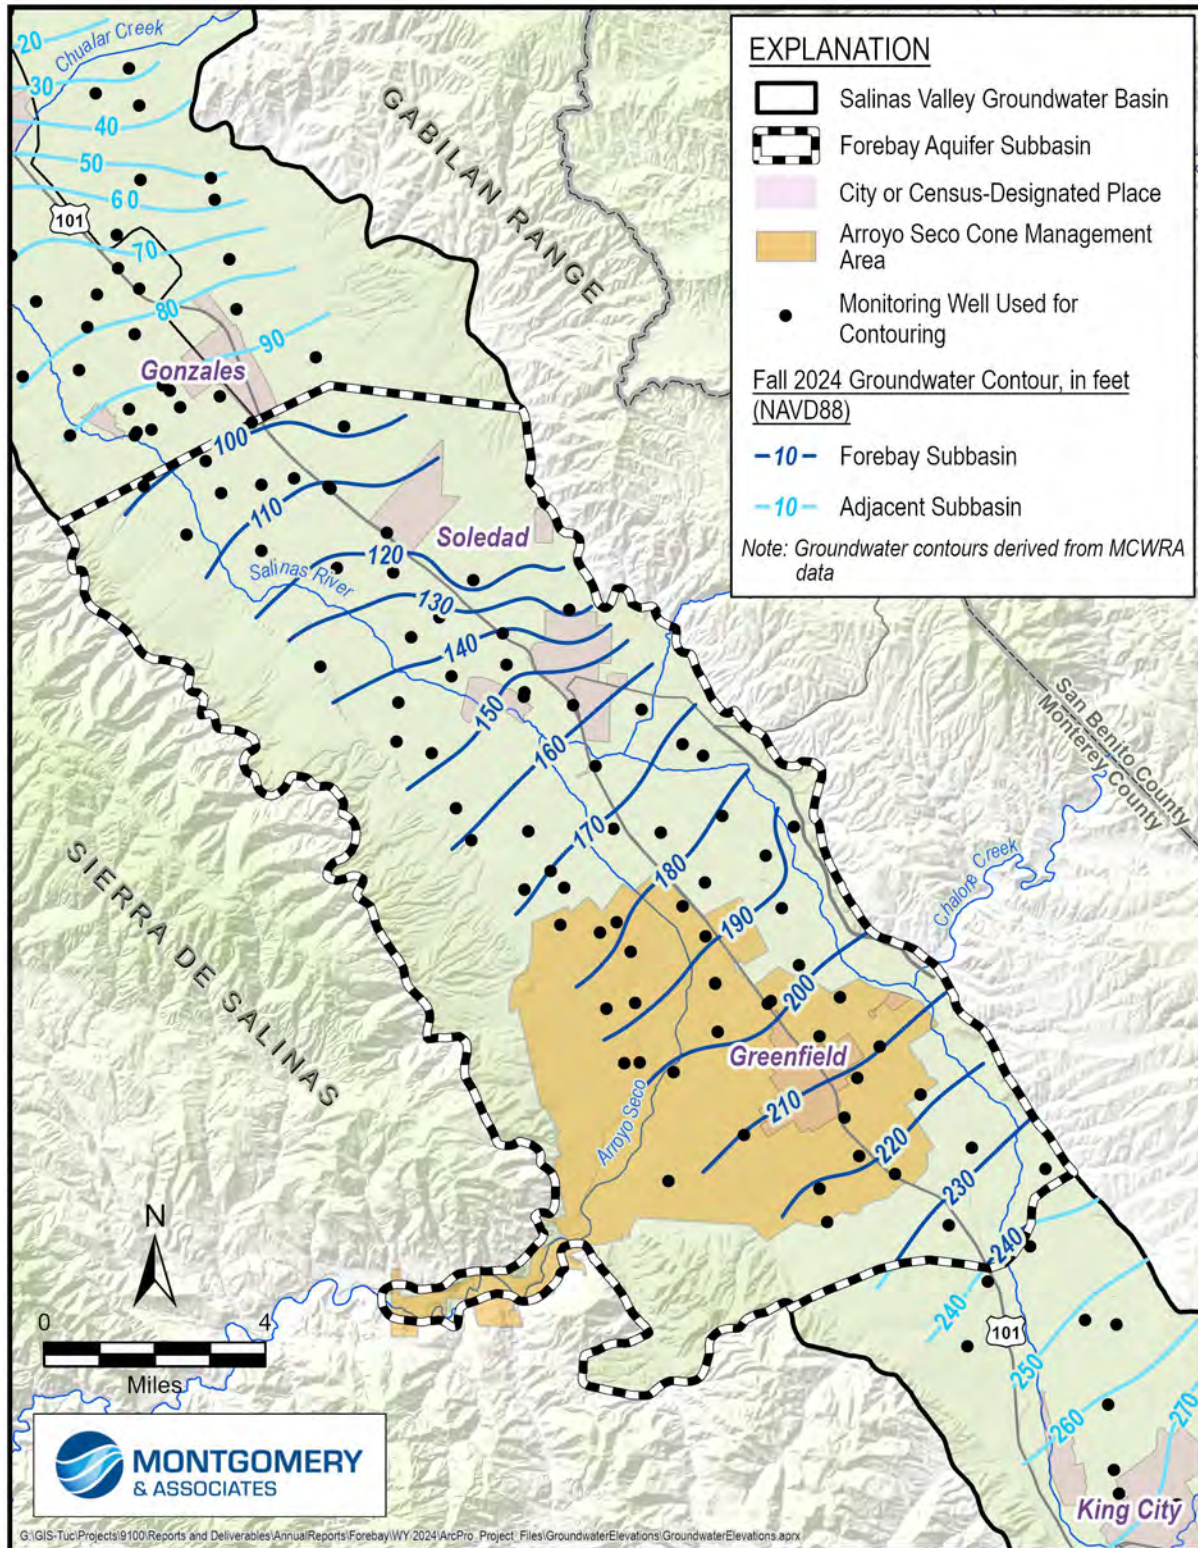 20
Chualar Creek
30
40
50
60
101
70
80
90
Gonzales
GABILAN RANGE
EXPLANATION
Salinas Valley Groundwater Basin
Forebay Aquifer Subbasin
City or Census-Designated Place
Arroyo Seco Cone Management
Area
Monitoring Well Used for
Contouring
Fall 2024 Groundwater Contour, in feet
(NAVD88)
10
Forebay Subbasin
10
Adjacent Subbasin
Note: Groundwater contours derived from MCWRA
data
100
110
Soledad
120
Salinas River
130
140
150
160
San Benito County
Monterey County
170
180
SIERRA DE SALINAS
Chalone Creek
190
200
Greenfield
Arroyo Seco
210
220
230
240
240
N
0
4
Miles
101
250
260
270
King City
MONTGOMERY
& ASSOCIATES
G:\GIS-Tuc\Projects\9100\Reports and Deliverables\AnnualReports\Forebay\WY 2024\ArcPro_Project_Files\GroundwaterElevations\GroundwaterElevations.aprx